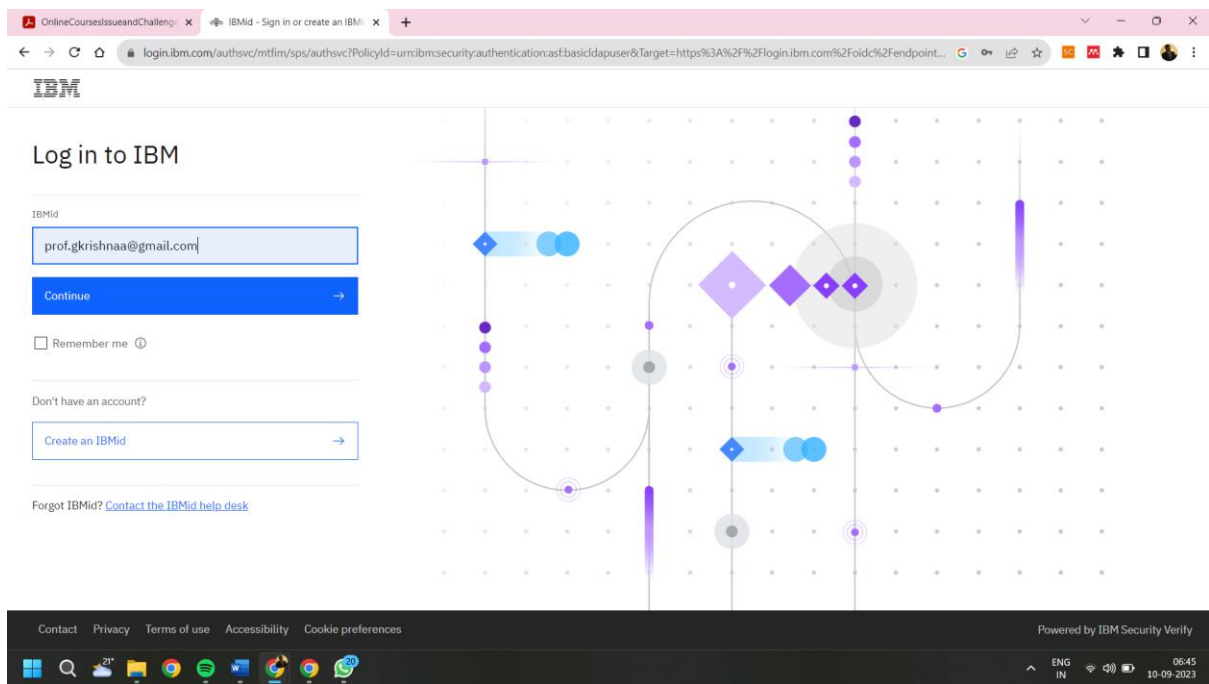 OnlineCoursesIssueandChallenge
IBMid - Sign in or create an IBMi
login.ibm.com/authsvc/mtfim/sps/authsvc?PolicyId=urn:ibm:security:authentication:asf:basicldapuser&Target=https%3A%2F%2Flogin.ibm.com%2Foidc%2Fendpoint...
IBM
Log in to IBM
IBMid
prof.gkrishnaa@gmail.com
Continue
Remember me
Don't have an account?
Create an IBMid
Forgot IBMid? Contact the IBMid help desk
Contact Privacy Terms of use Accessibility Cookie preferences
Powered by IBM Security Verify
21°
20
ENG
IN
06:45
10-09-2023